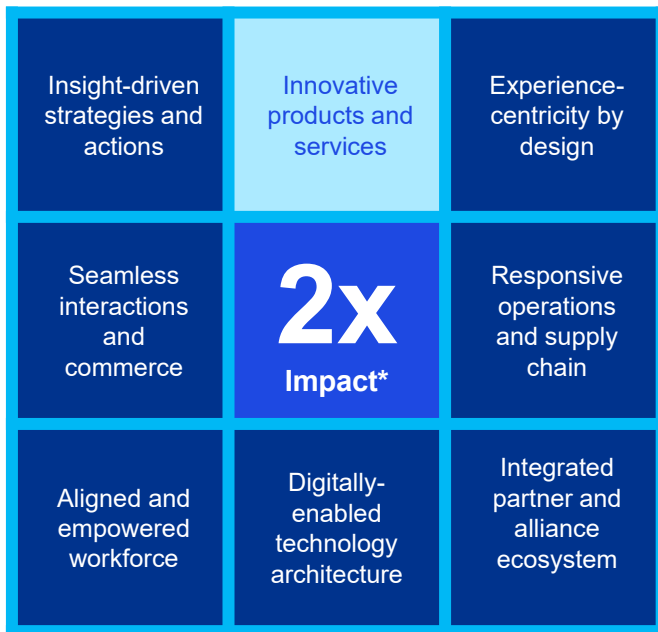 Insight-driven
strategies and
actions
Innovative
products and
services
Experience-
centricity by
design
Seamless
interactions
and
commerce
2x
Impact*
Responsive
operations
and supply
chain
Aligned and
empowered
workforce
Digitally-
enabled
technology
architecture
Integrated
partner and
alliance
ecosystem